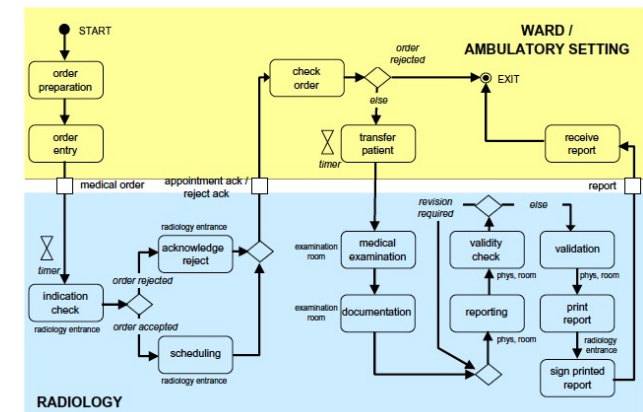 START
WARD /
AMBULATORY SETTING
order
preparation
order
entry
check
order
order
rejected
else
EXIT
timer
transfer
patient
receive
report
medical order
appointment ack /
reject ack
report
timer
indication
check
radiology entrance
order rejected
order accepted
radiology entrance
acknowledge
reject
scheduling
radiology entrance
examination
room
medical
examination
examination
room
documentation
revision
required
else
validity
check
phys, room
reporting
phys, room
validation
phys, room
print
report
radiology
entrance
sign printed
report
RADIOLOGY